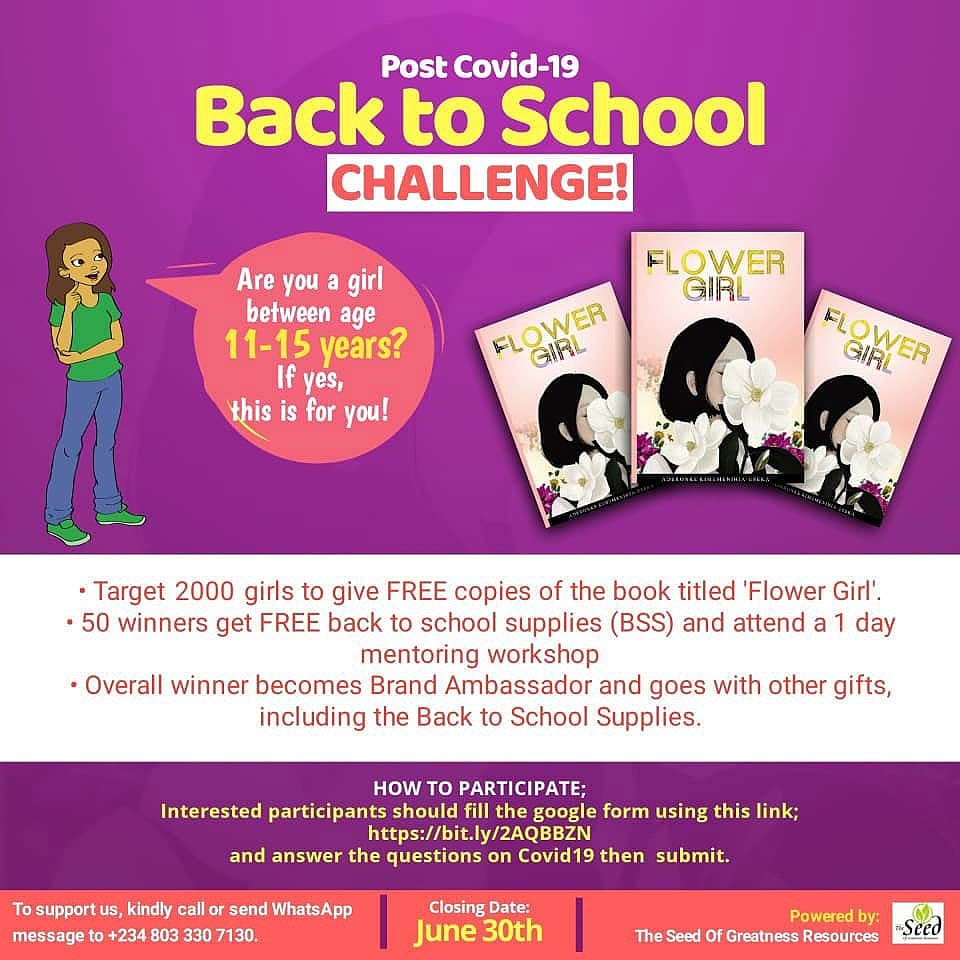 Post Covid-19
Back to School
CHALLENGE!
Are you a girl
between age
11-15 years?
If yes,
this is for you!
FLOWER
GIRL
FLOWER
GIRL
FLOWER
GIRL
• Target 2000 girls to give FREE copies of the book titled 'Flower Girl'.
• 50 winners get FREE back to school supplies (BSS) and attend a 1 day
mentoring workshop
• Overall winner becomes Brand Ambassador and goes with other gifts,
including the Back to School Supplies.
HOW TO PARTICIPATE;
Interested participants should fill the google form using this link;
https://bit.ly/2AQBBZN
and answer the questions on Covid19 then submit.
To support us, kindly call or send WhatsApp
message to +234 803 330 7130.
Closing Date:
June 30th
Powered by:
The Seed Of Greatness Resources
The
Seed